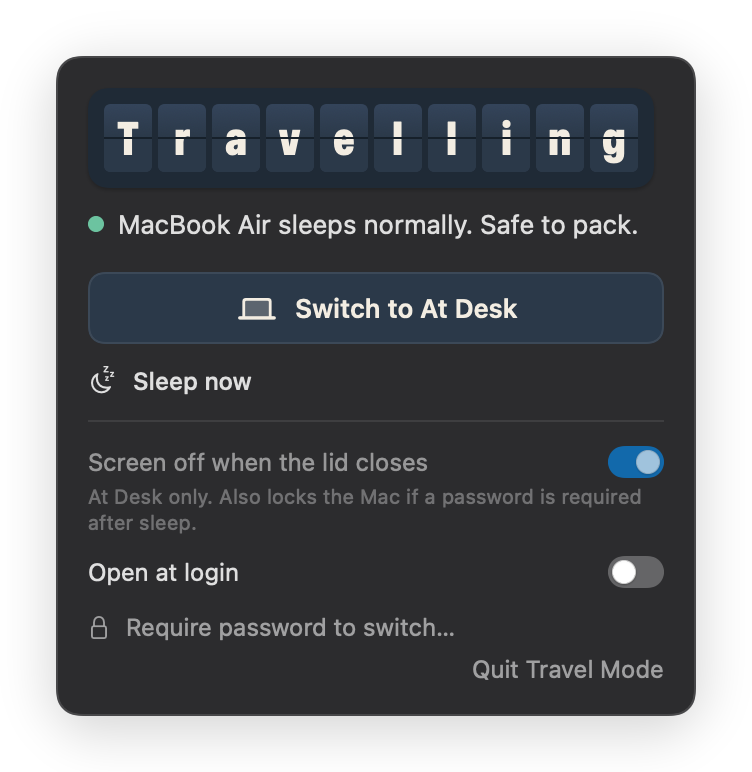 Travelling
MacBook Air sleeps normally. Safe to pack.
Switch to At Desk
zzz Sleep now
Screen off when the lid closes
At Desk only. Also locks the Mac if a password is required
after sleep.
Open at login
Require password to switch...
Quit Travel Mode